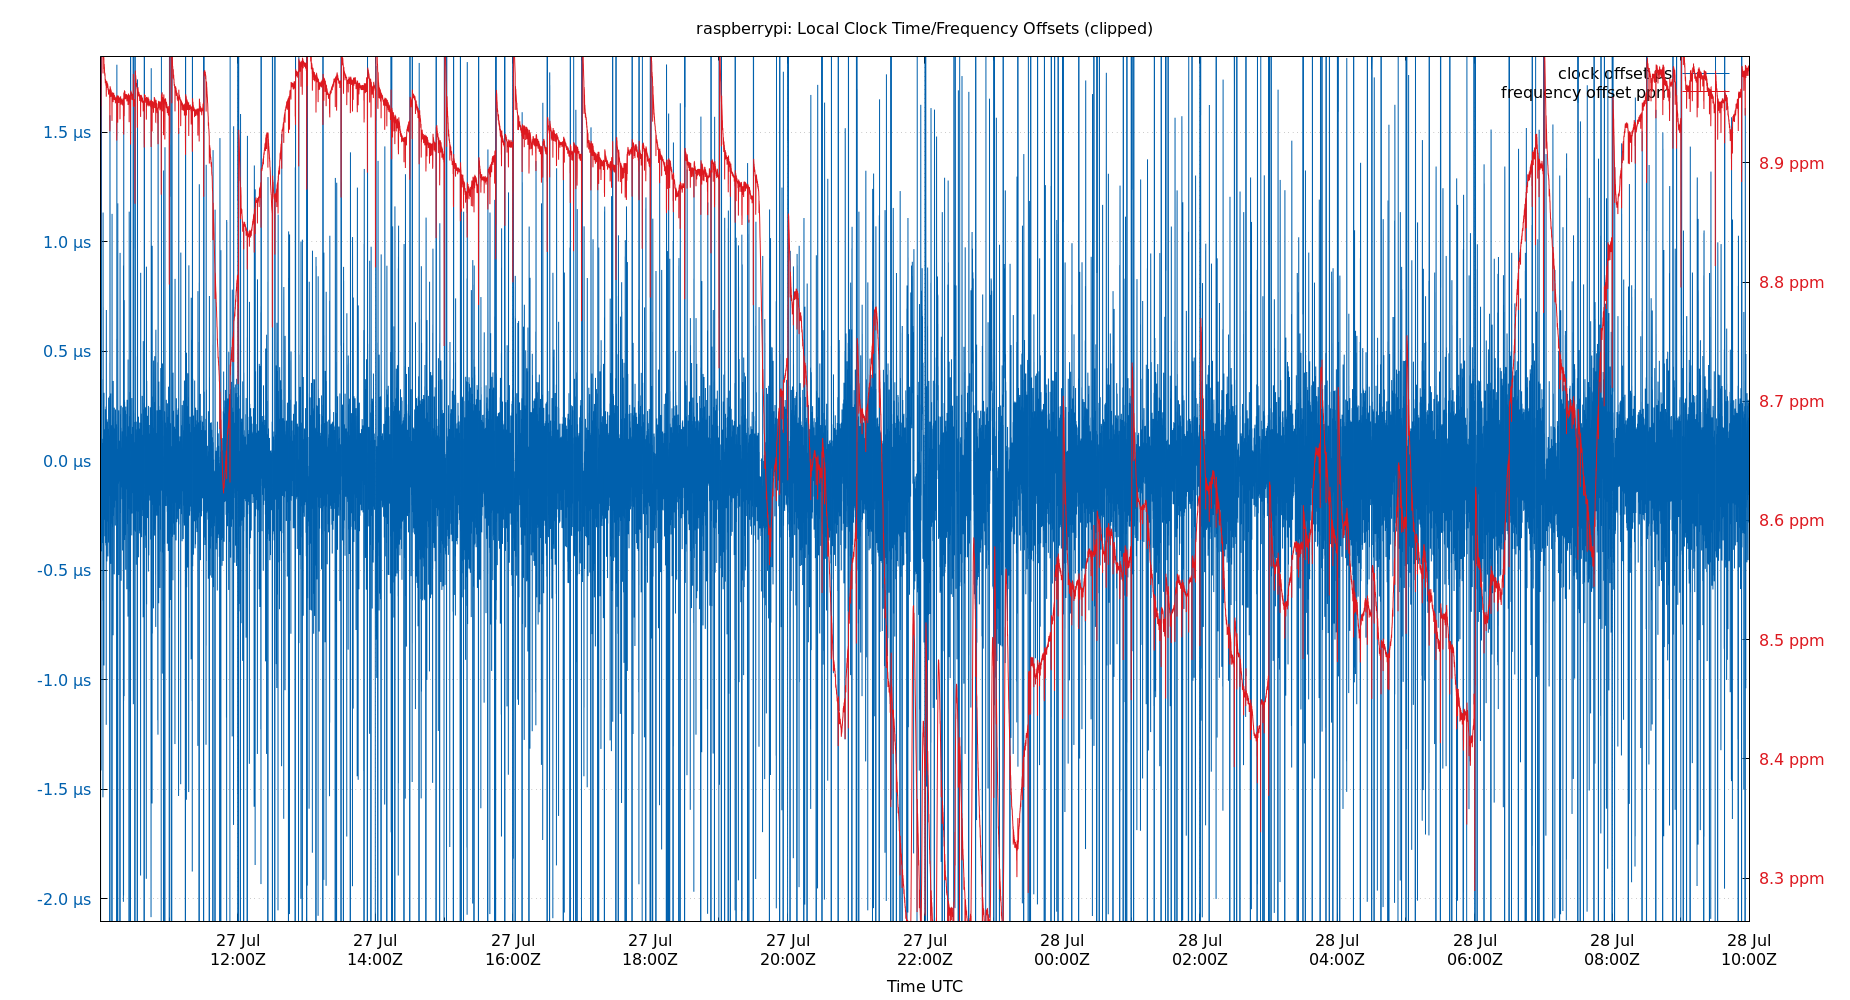 raspberrypi: Local Clock Time/Frequency Offsets (clipped)
clock offset µs
frequency offset ppm
1.5 µs
1.0 µs
0.5 µs
0.0 µs
-0.5 µs
-1.0 µs
-1.5 µs
-2.0 µs
8.9 ppm
8.8 ppm
8.7 ppm
8.6 ppm
8.5 ppm
8.4 ppm
8.3 ppm
27 Jul 27 Jul 27 Jul 27 Jul 27 Jul 27 Jul 28 Jul 28 Jul 28 Jul 28 Jul 28 Jul 28 Jul
12:00Z 14:00Z 16:00Z 18:00Z 20:00Z 22:00Z 00:00Z 02:00Z 04:00Z 06:00Z 08:00Z 10:00Z
Time UTC